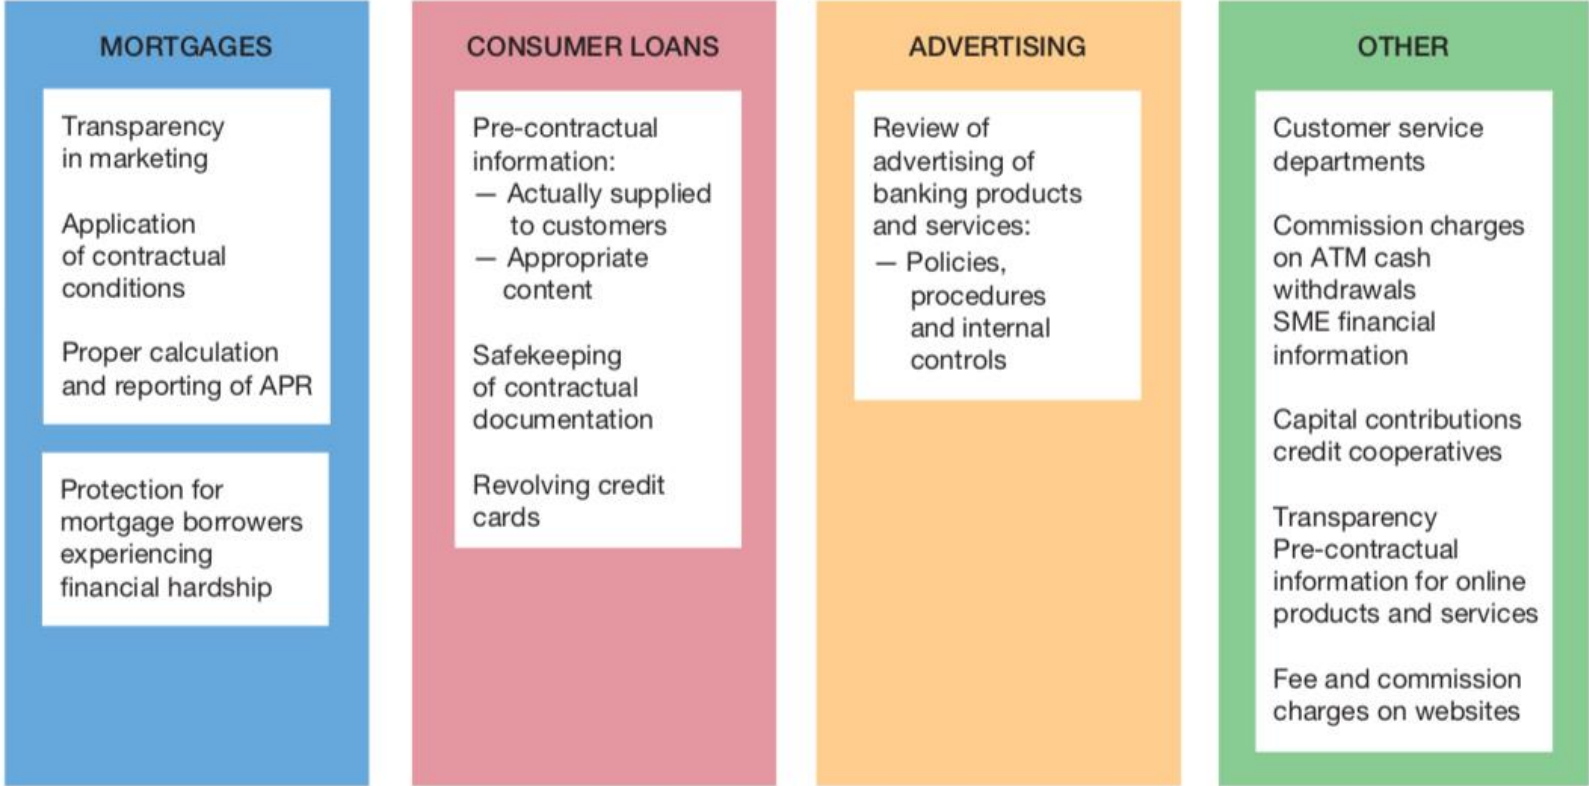 MORTGAGES
Transparency
in marketing
Application
of contractual
conditions
Proper calculation
and reporting of APR
Protection for
mortgage borrowers
experiencing
financial hardship
CONSUMER LOANS
Pre-contractual
information:
— Actually supplied
to customers
— Appropriate
content
Safekeeping
of contractual
documentation
Revolving credit
cards
ADVERTISING
Review of
advertising of
banking products
and services:
— Policies,
procedures
and internal
controls
OTHER
Customer service
departments
Commission charges
on ATM cash
withdrawals
SME financial
information
Capital contributions
credit cooperatives
Transparency
Pre-contractual
information for online
products and services
Fee and commission
charges on websites